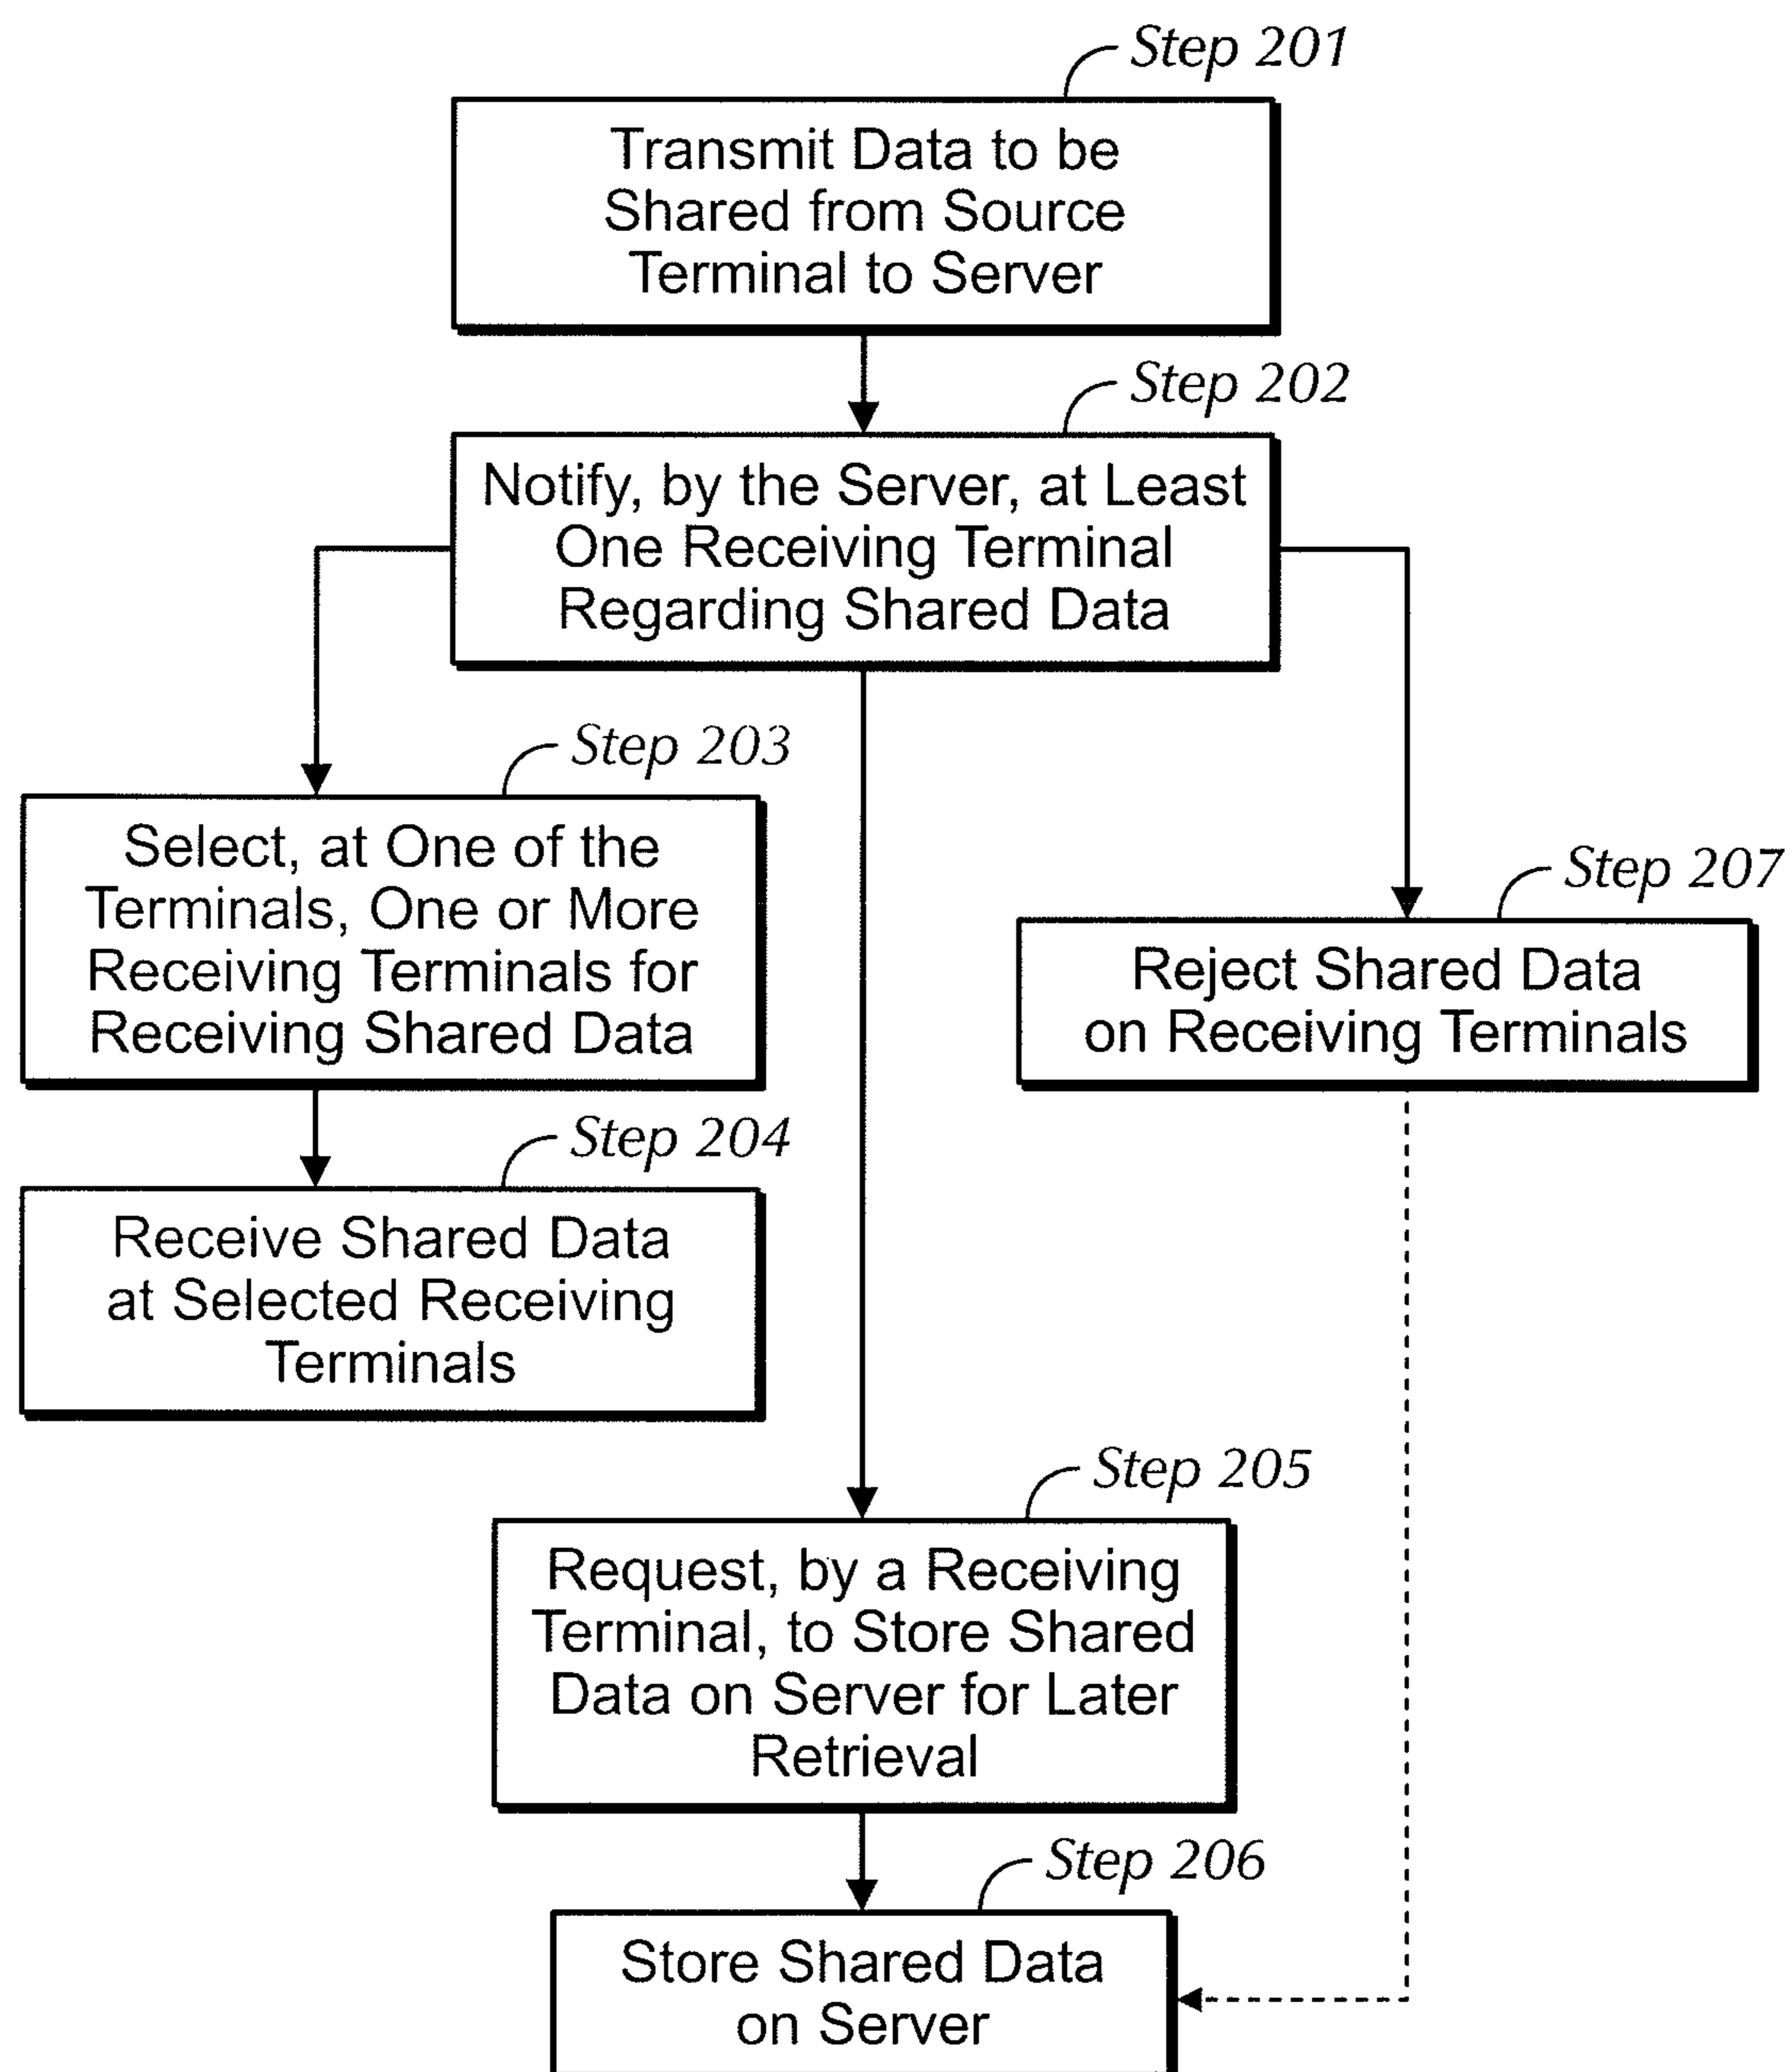 Step 201
Transmit Data to be
Shared from Source
Terminal to Server
Step 202
Notify, by the Server, at Least
One Receiving Terminal
Regarding Shared Data
Step 203
Select, at One of the
Terminals, One or More
Receiving Terminals for
Receiving Shared Data
Step 207
Reject Shared Data
on Receiving Terminals
Step 204
Receive Shared Data
at Selected Receiving
Terminals
Step 205
Request, by a Receiving
Terminal, to Store Shared
Data on Server for Later
Retrieval
Step 206
Store Shared Data
on Server